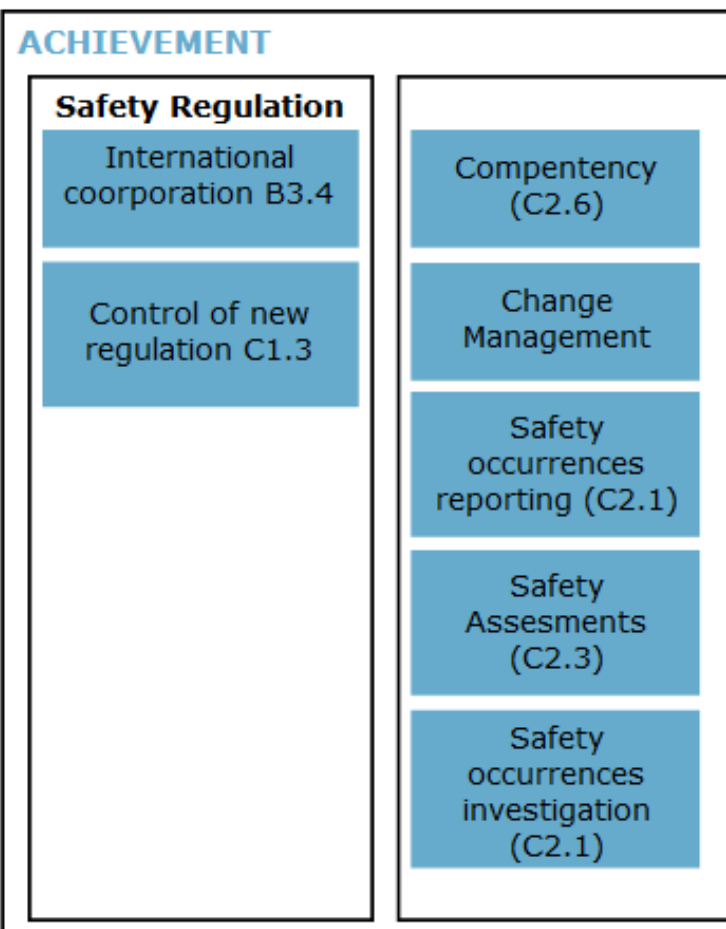 ACHIEVEMENT
Safety Regulation
International
coorporation B3.4
Control of new
regulation C1.3
Compentency
(C2.6)
Change
Management
Safety
occurrences
reporting (C2.1)
Safety
Assesments
(C2.3)
Safety
occurrences
investigation
(C2.1)